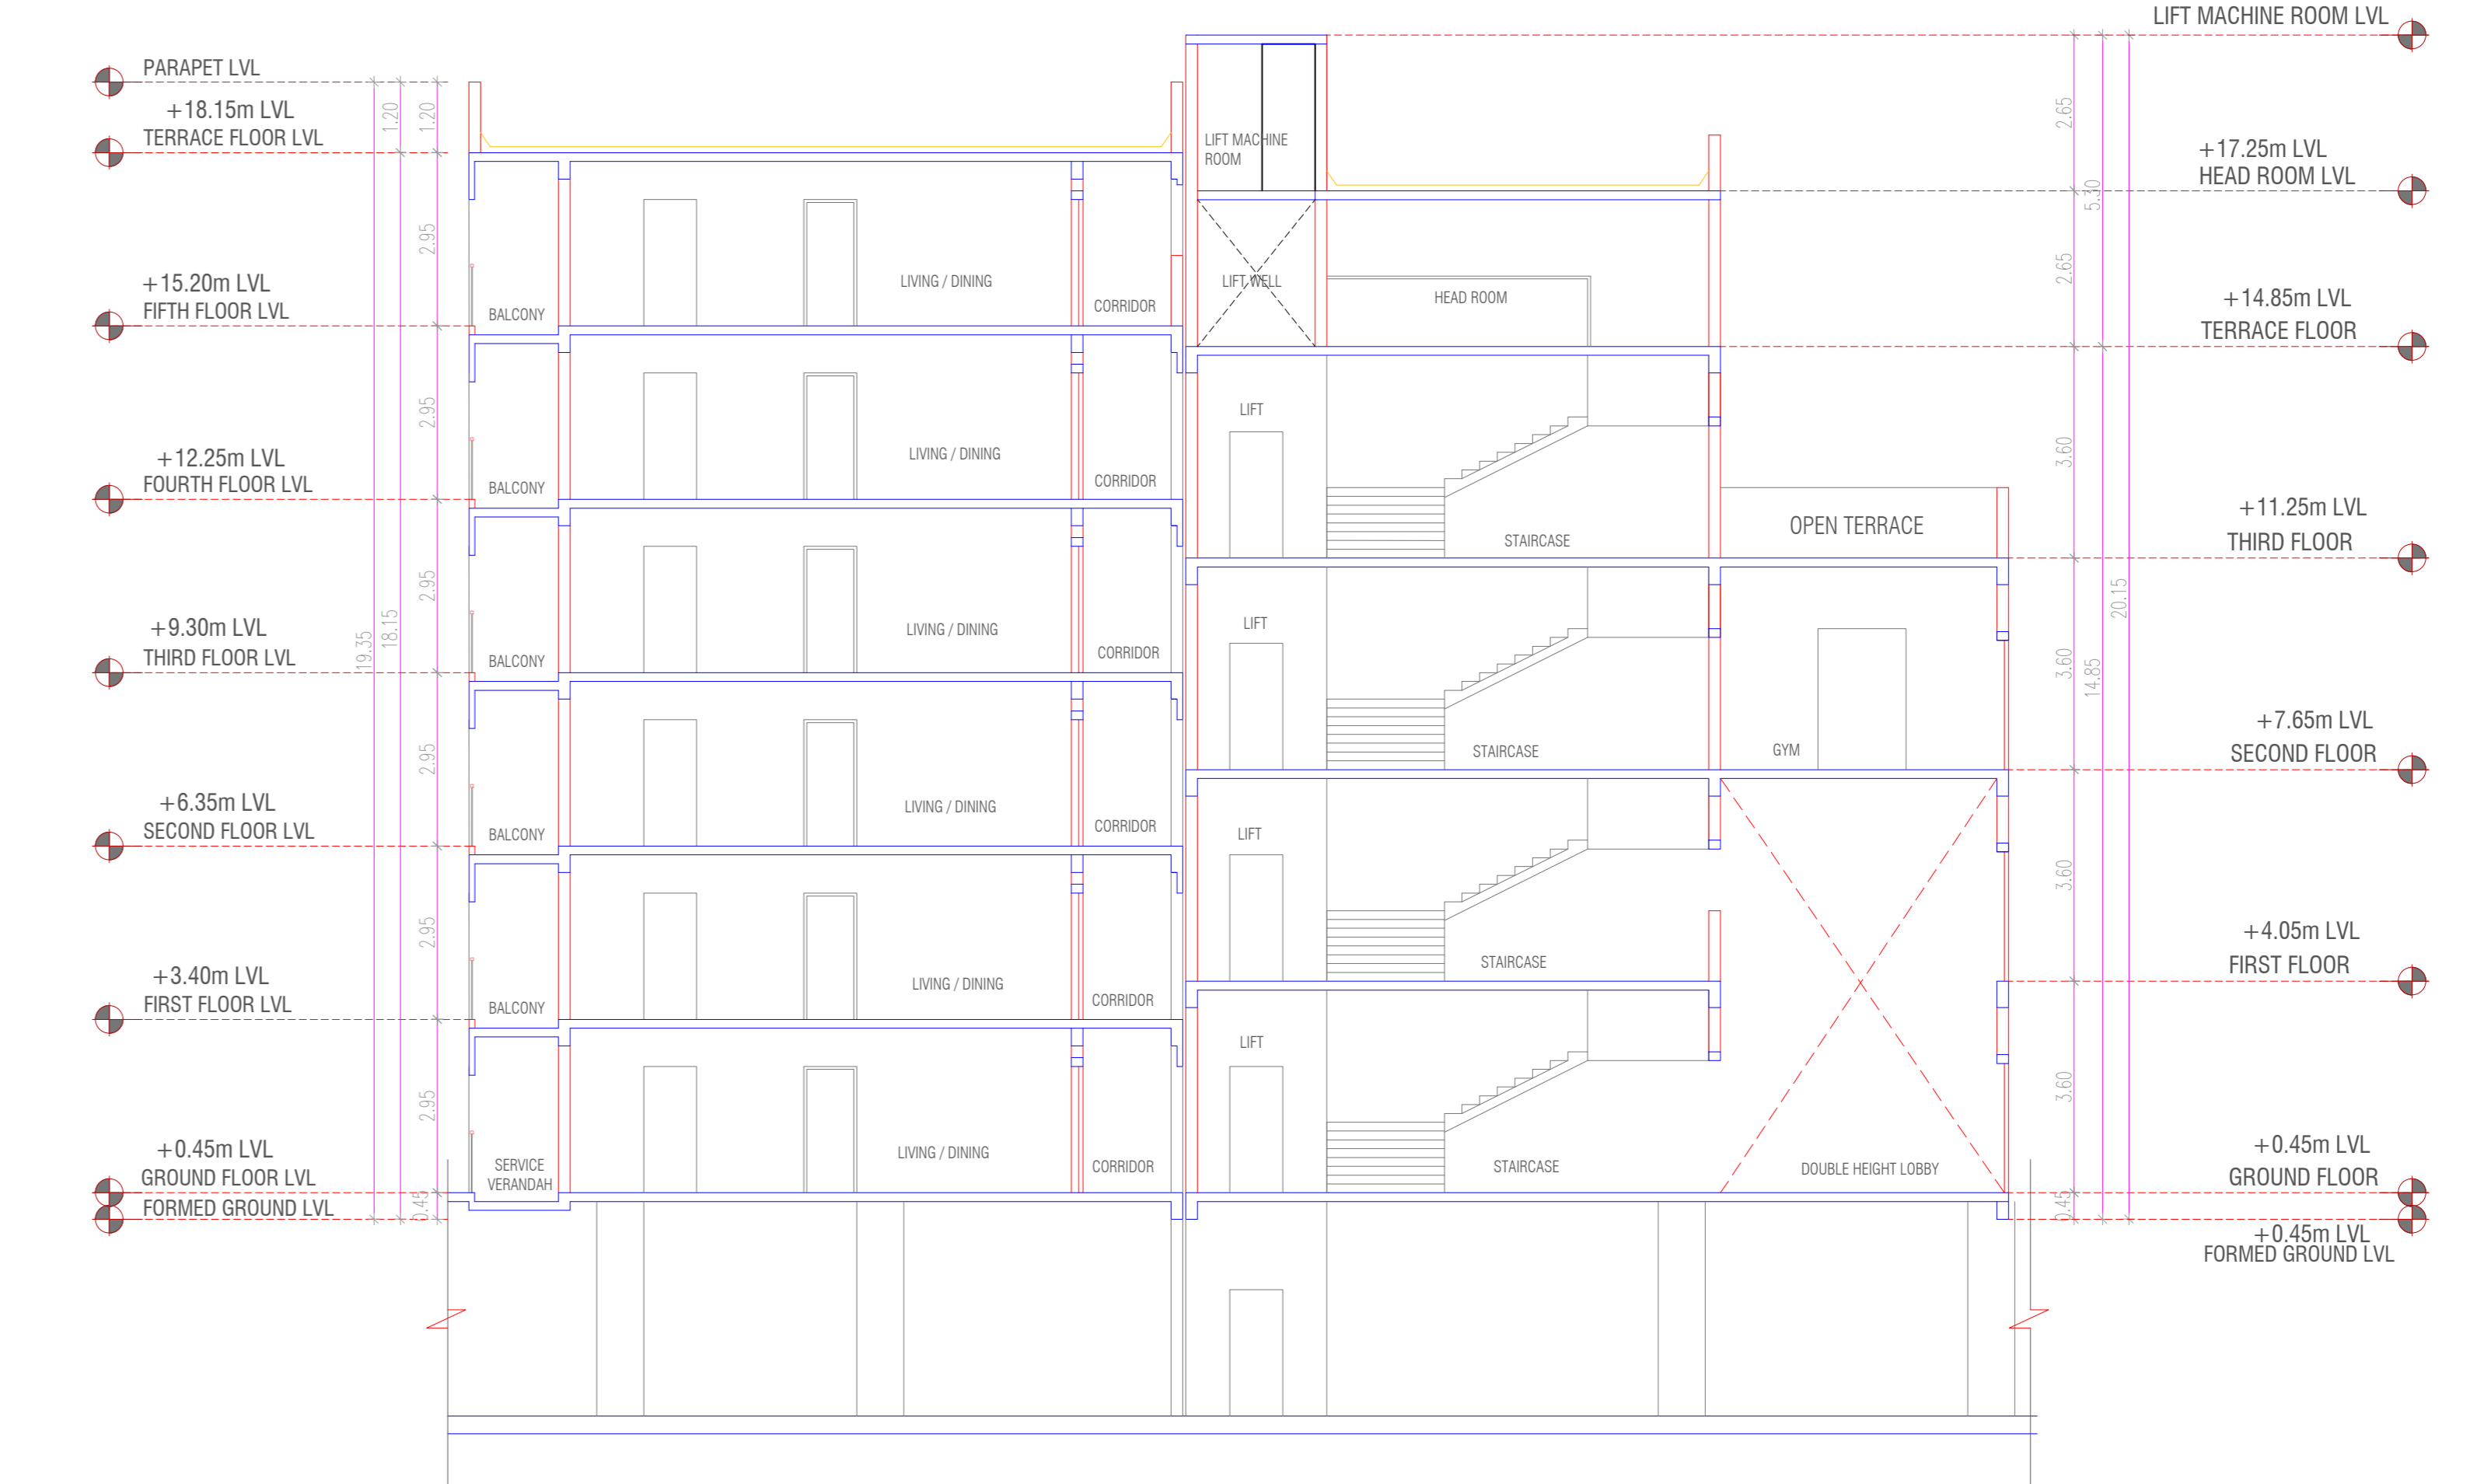 LIFT MACHINE ROOM LVL
PARAPET LVL
+18.15m LVL
TERRACE FLOOR LVL
1.20
1.20
2.65
LIFT MACHINE
ROOM
+17.25m LVL
HEAD ROOM LVL
5.30
2.95
2.65
+15.20m LVL
FIFTH FLOOR LVL
BALCONY
LIVING / DINING
CORRIDOR
LIFT WELL
HEAD ROOM
+14.85m LVL
TERRACE FLOOR
2.95
LIFT
3.60
+12.25m LVL
FOURTH FLOOR LVL
BALCONY
LIVING / DINING
CORRIDOR
STAIRCASE
OPEN TERRACE
+11.25m LVL
THIRD FLOOR
2.95
20.15
19.35
18.15
+9.30m LVL
THIRD FLOOR LVL
BALCONY
LIVING / DINING
CORRIDOR
LIFT
3.60
14.85
2.95
STAIRCASE
GYM
+7.65m LVL
SECOND FLOOR
+6.35m LVL
SECOND FLOOR LVL
BALCONY
LIVING / DINING
CORRIDOR
LIFT
3.60
2.95
STAIRCASE
+4.05m LVL
FIRST FLOOR
+3.40m LVL
FIRST FLOOR LVL
BALCONY
LIVING / DINING
CORRIDOR
LIFT
2.95
3.60
+0.45m LVL
GROUND FLOOR LVL
SERVICE
VERANDAH
LIVING / DINING
CORRIDOR
STAIRCASE
DOUBLE HEIGHT LOBBY
+0.45m LVL
GROUND FLOOR
FORMED GROUND LVL
0.45
0.45
+0.45m LVL
FORMED GROUND LVL